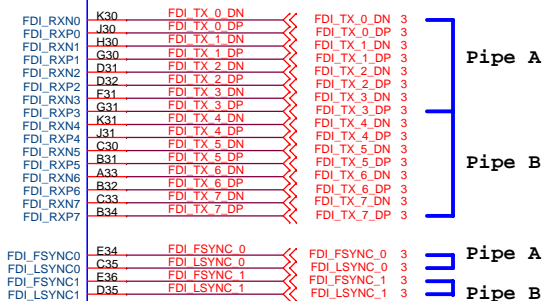 FDI_RXN0 K30 FDI_TX_0_DN FDI_TX_0_DN 3
FDI_RXP0 J30 FDI_TX_0_DP FDI_TX_0_DP 3
FDI_RXN1 H30 FDI_TX_1_DN FDI_TX_1_DN 3
FDI_RXP1 G30 FDI_TX_1_DP FDI_TX_1_DP 3
Pipe A
FDI_RXN2 D31 FDI_TX_2_DN FDI_TX_2_DN 3
FDI_RXP2 D32 FDI_TX_2_DP FDI_TX_2_DP 3
FDI_RXN3 F31 FDI_TX_3_DN FDI_TX_3_DN 3
FDI_RXP3 G31 FDI_TX_3_DP FDI_TX_3_DP 3
FDI_RXN4 K31 FDI_TX_4_DN FDI_TX_4_DN 3
FDI_RXP4 J31 FDI_TX_4_DP FDI_TX_4_DP 3
FDI_RXN5 C30 FDI_TX_5_DN FDI_TX_5_DN 3
FDI_RXP5 B31 FDI_TX_5_DP FDI_TX_5_DP 3
Pipe B
FDI_RXN6 A33 FDI_TX_6_DN FDI_TX_6_DN 3
FDI_RXP6 B32 FDI_TX_6_DP FDI_TX_6_DP 3
FDI_RXN7 C33 FDI_TX_7_DN FDI_TX_7_DN 3
FDI_RXP7 B34 FDI_TX_7_DP FDI_TX_7_DP 3
FDI_FSYNC0 E34 FDI_FSYNC_0 FDI_FSYNC_0 3 Pipe A
FDI_LSYNC0 C35 FDI_LSYNC_0 FDI_LSYNC_0 3
FDI_FSYNC1 E36 FDI_FSYNC_1 FDI_FSYNC_1 3
FDI_LSYNC1 D35 FDI_LSYNC_1 FDI_LSYNC_1 3 Pipe B